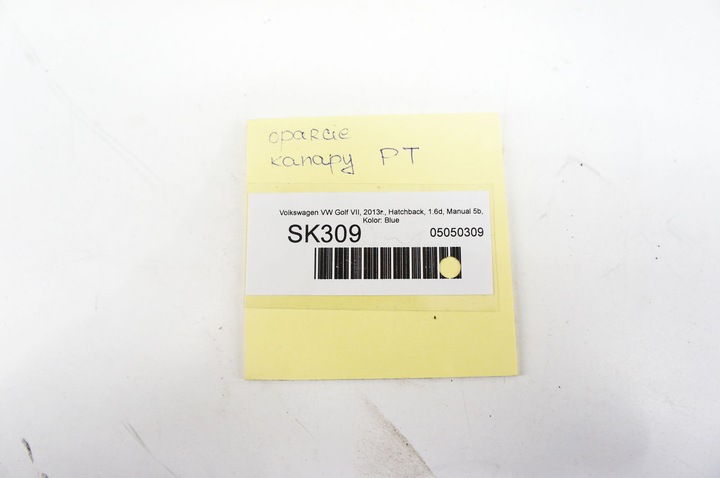 oparcie
kanapy PT
Volkswagen VW Golf VII, 2013r., Hatchback, 1.6d, Manual 5b,
Kolor: Blue
SK309
05050309